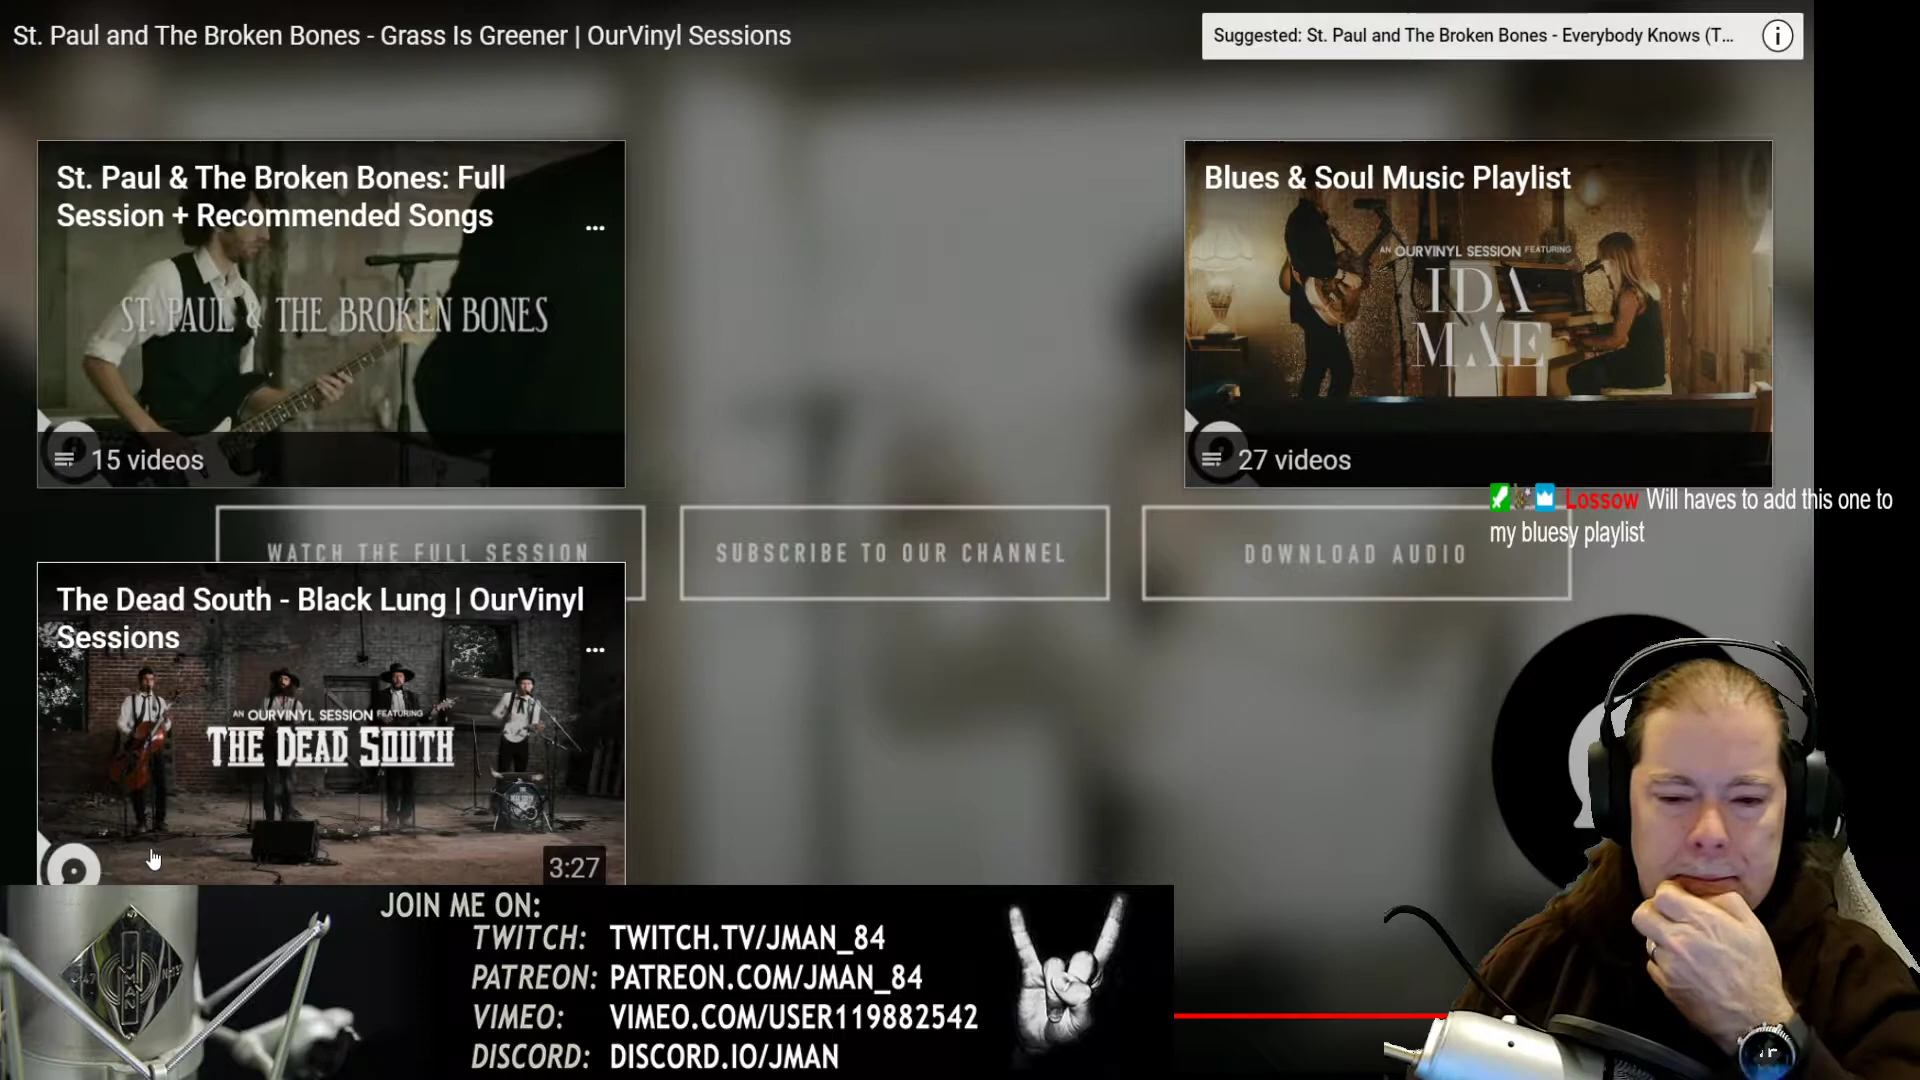 St. Paul and The Broken Bones - Grass Is Greener | OurVinyl Sessions
Suggested: St. Paul and The Broken Bones - Everybody Knows (T...
St. Paul & The Broken Bones: Full
Session + Recommended Songs
ST. PAUL & THE BROKEN BONES
15 videos
Blues & Soul Music Playlist
AN OURVINYL SESSION FEATURING
IDA
MAE
27 videos
Lossow Will haves to add this one to
my bluesy playlist
WATCH THE FULL SESSION
SUBSCRIBE TO OUR CHANNEL
DOWNLOAD AUDIO
The Dead South - Black Lung | OurVinyl
Sessions
AN OURVINYL SESSION FEATURING
THE DEAD SOUTH
3:27
JOIN ME ON:
TWITCH: TWITCH.TV/JMAN_84
PATREON: PATREON.COM/JMAN_84
VIMEO: VIMEO.COM/USER119882542
DISCORD: DISCORD.IO/JMAN
JMAN